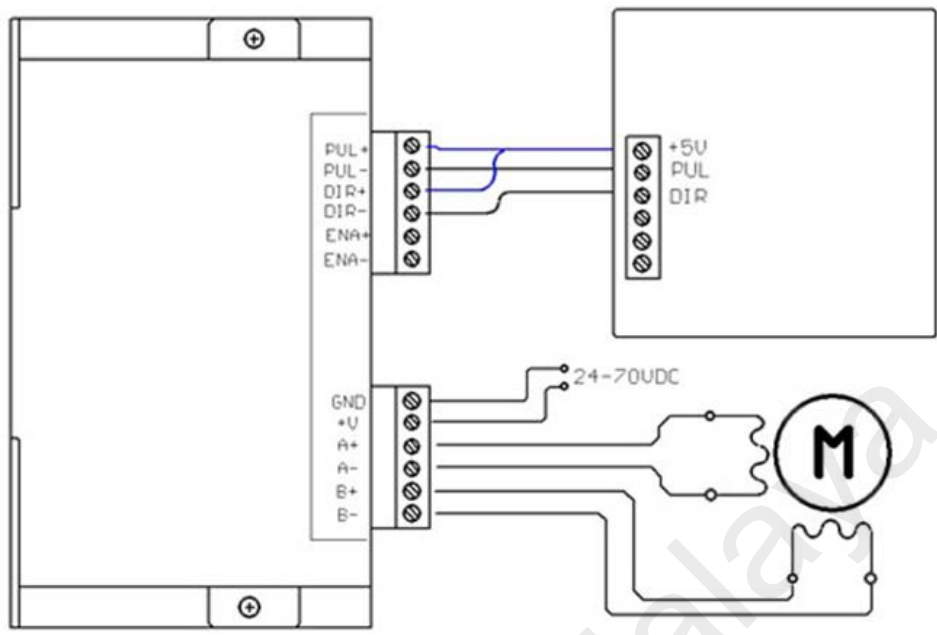 PUL+
PUL-
DIR+
DIR-
ENA+
ENA-
+5V
PUL
DIR
GND
+V
A+
A-
B+
B-
24-70VDC
M